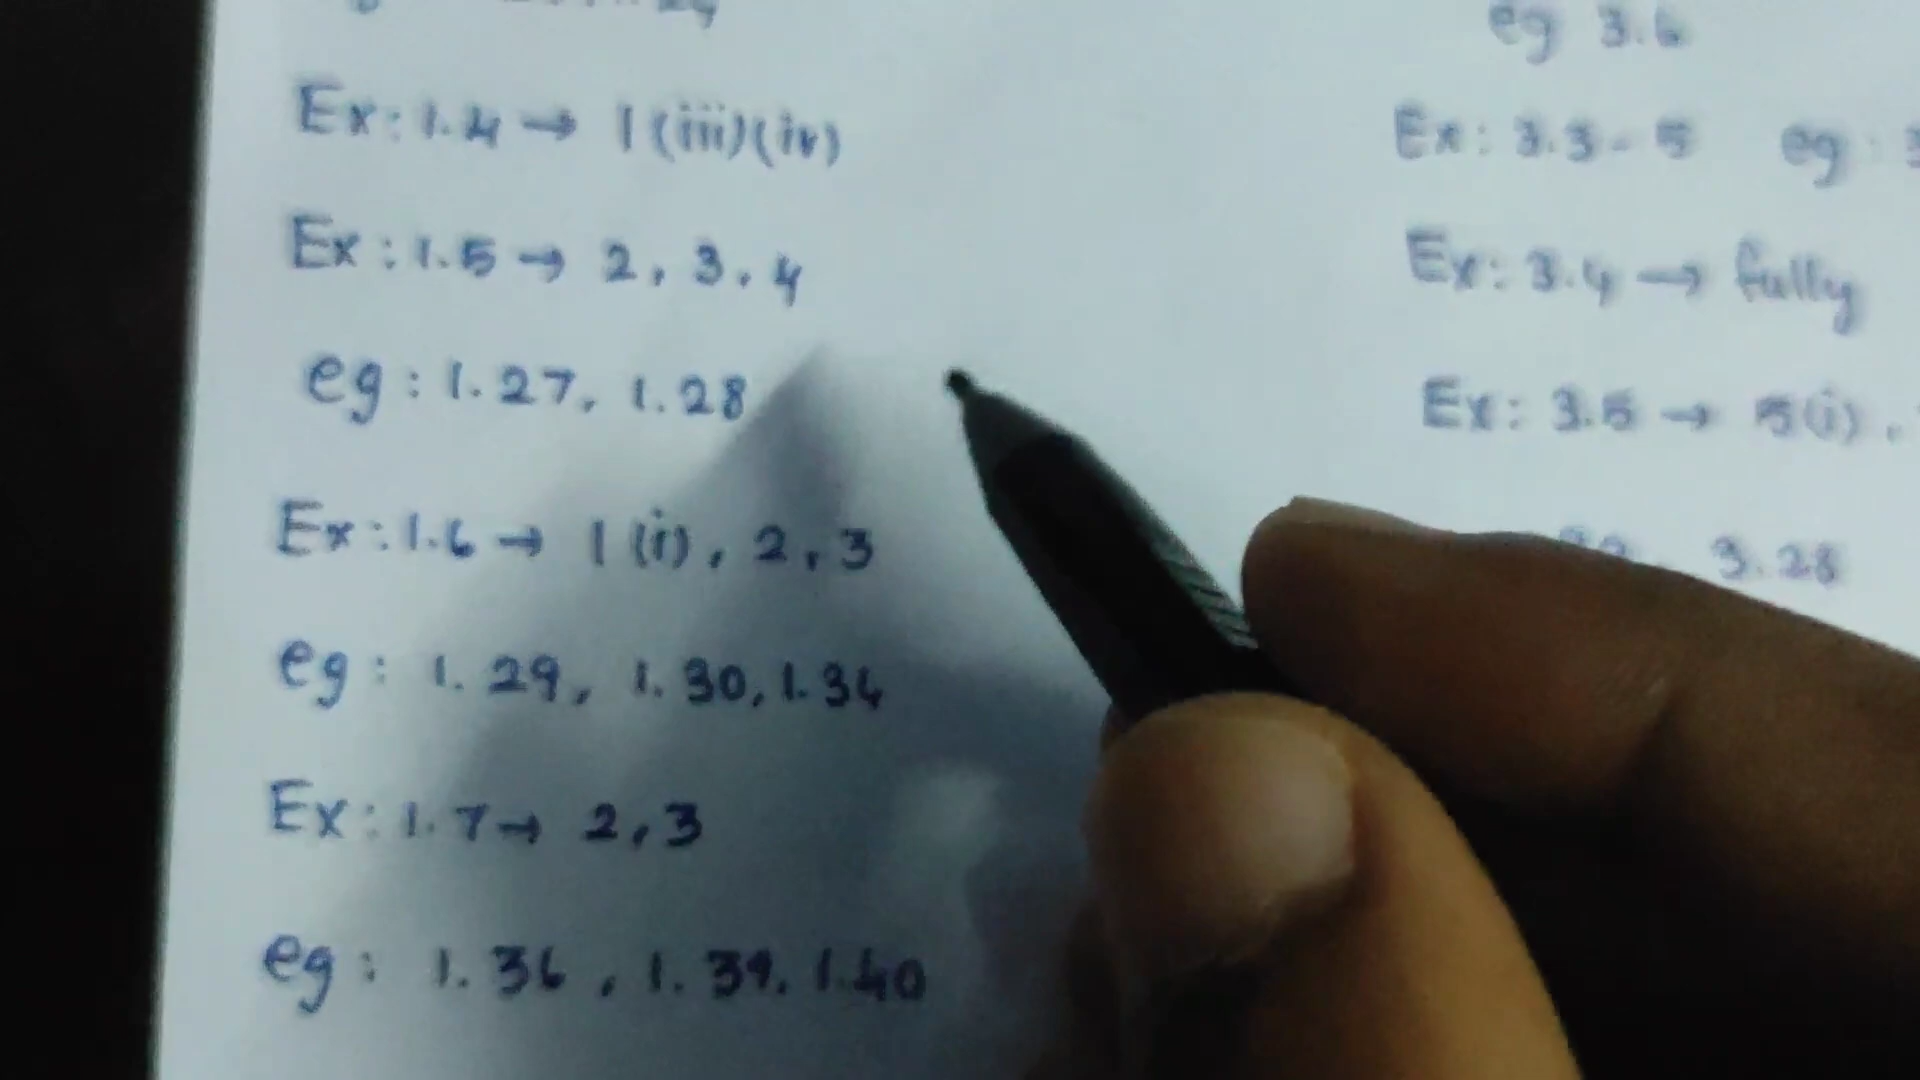 Ex: 1.4 → 1(iii)(iv)
Ex: 1.5 → 2, 3, 4
eg: 1.27, 1.28
Ex: 1.6 → 1(i), 2, 3
eg: 1.29, 1.30, 1.34
Ex: 1.7 → 2, 3
eg: 1.36, 1.39, 1.40
eg 3.6
Ex: 3.3 - 5 eg:
Ex: 3.4 → fully
Ex: 3.5 → 5(i),
3.28